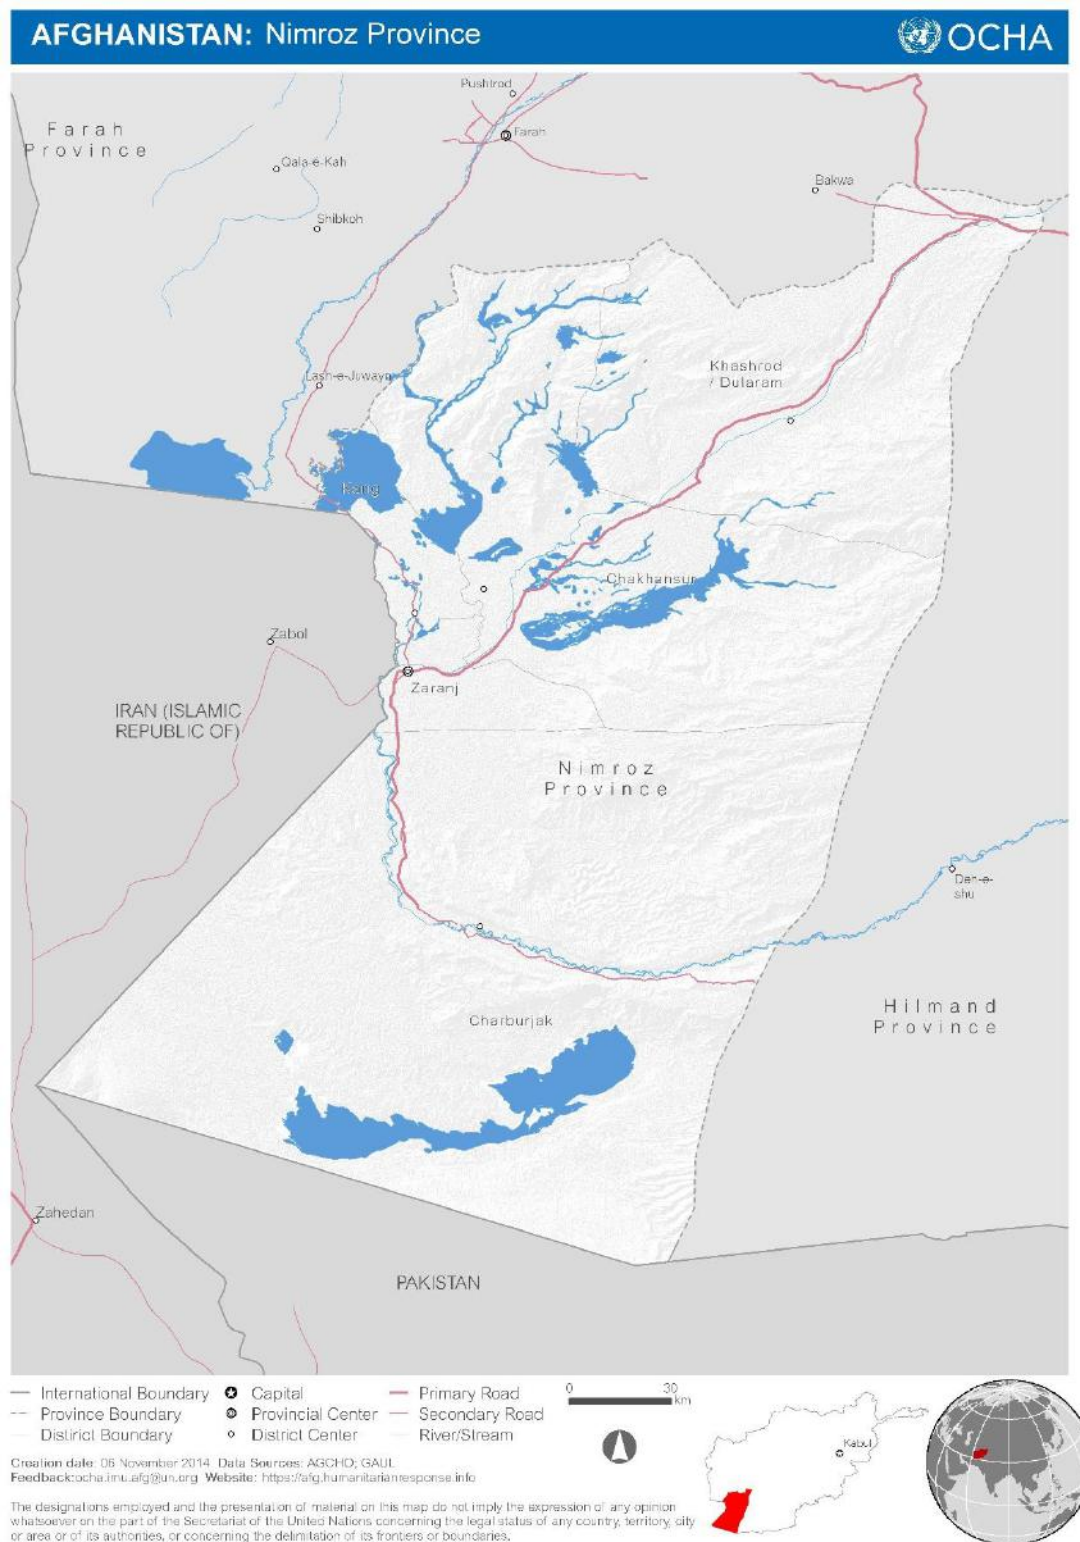 AFGHANISTAN: Nimroz Province
OCHA
Pushtrod
Farah
Farah
Province
Qala-e-Kah
Bakwa
Shibkoh
Khashrod
/ Dularam
Lash-e-Juwayn
Kang
Chakhansur
Zabol
Zaranj
IRAN (ISLAMIC
REPUBLIC OF)
Nimroz
Province
Deh-e-
shu
Hilmand
Province
Charburjak
Zahedan
PAKISTAN
International Boundary
Province Boundary
Distirict Boundary
Capital
Provincial Center
District Center
Primary Road
Secondary Road
River/Stream
0 30
km
Kabul
Creation date: 06 November 2014 Data Sources: AGCHO; GAUL
Feedback:ocha.imu.afg@un.org Website: https://afg.humanitarianresponse.info
The designations employed and the presentation of material on this map do not imply the expression of any opinion
whatsoever on the part of the Secretariat of the United Nations concerning the legal status of any country, territory, city
or area or of its authorities, or concerning the delimitation of its frontiers or boundaries.